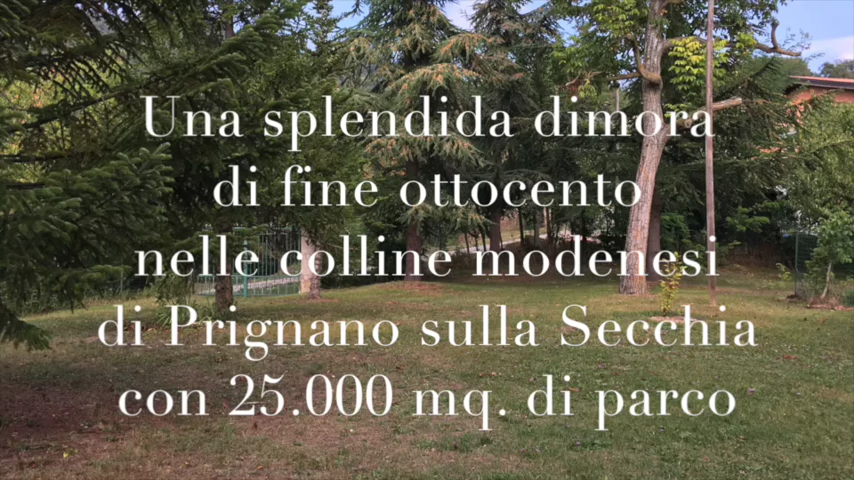 Una splendida dimora
di fine ottocento
nelle colline modenesi
di Prignano sulla Secchia
con 25.000 mq. di parco